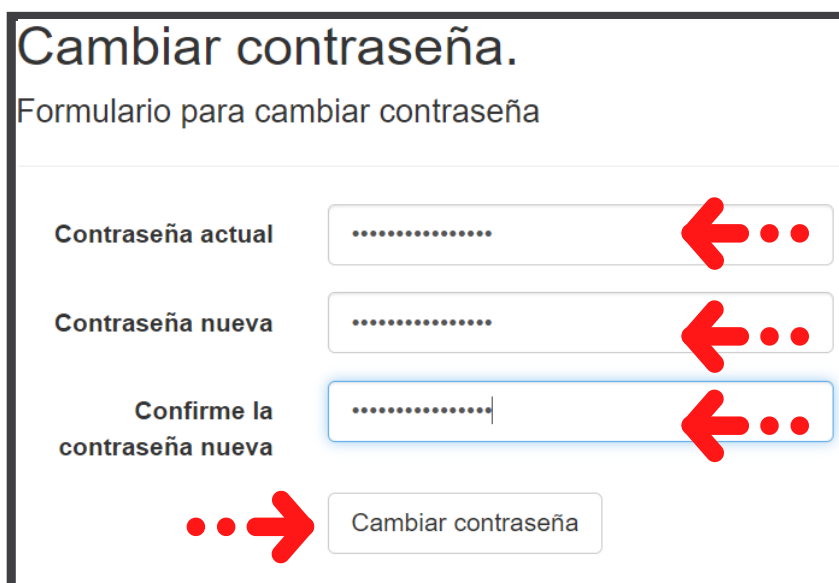 Cambiar contraseña.
Formulario para cambiar contraseña
Contraseña actual ••••••••••••••••
Contraseña nueva ••••••••••••••••
Confirme la ••••••••••••••••
contraseña nueva
Cambiar contraseña